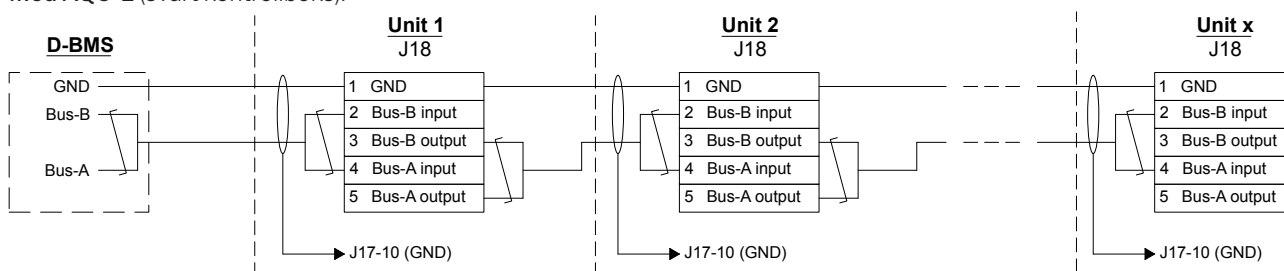 D-BMS
GND
Bus-B
Bus-A
Unit 1
J18
1 GND
2 Bus-B input
3 Bus-B output
4 Bus-A input
5 Bus-A output
J17-10 (GND)
Unit 2
J18
1 GND
2 Bus-B input
3 Bus-B output
4 Bus-A input
5 Bus-A output
J17-10 (GND)
Unit x
J18
1 GND
2 Bus-B input
3 Bus-B output
4 Bus-A input
5 Bus-A output
J17-10 (GND)